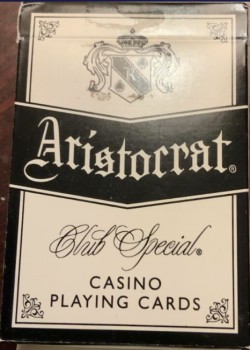 Aristocrat®
Club Special®
CASINO
PLAYING CARDS